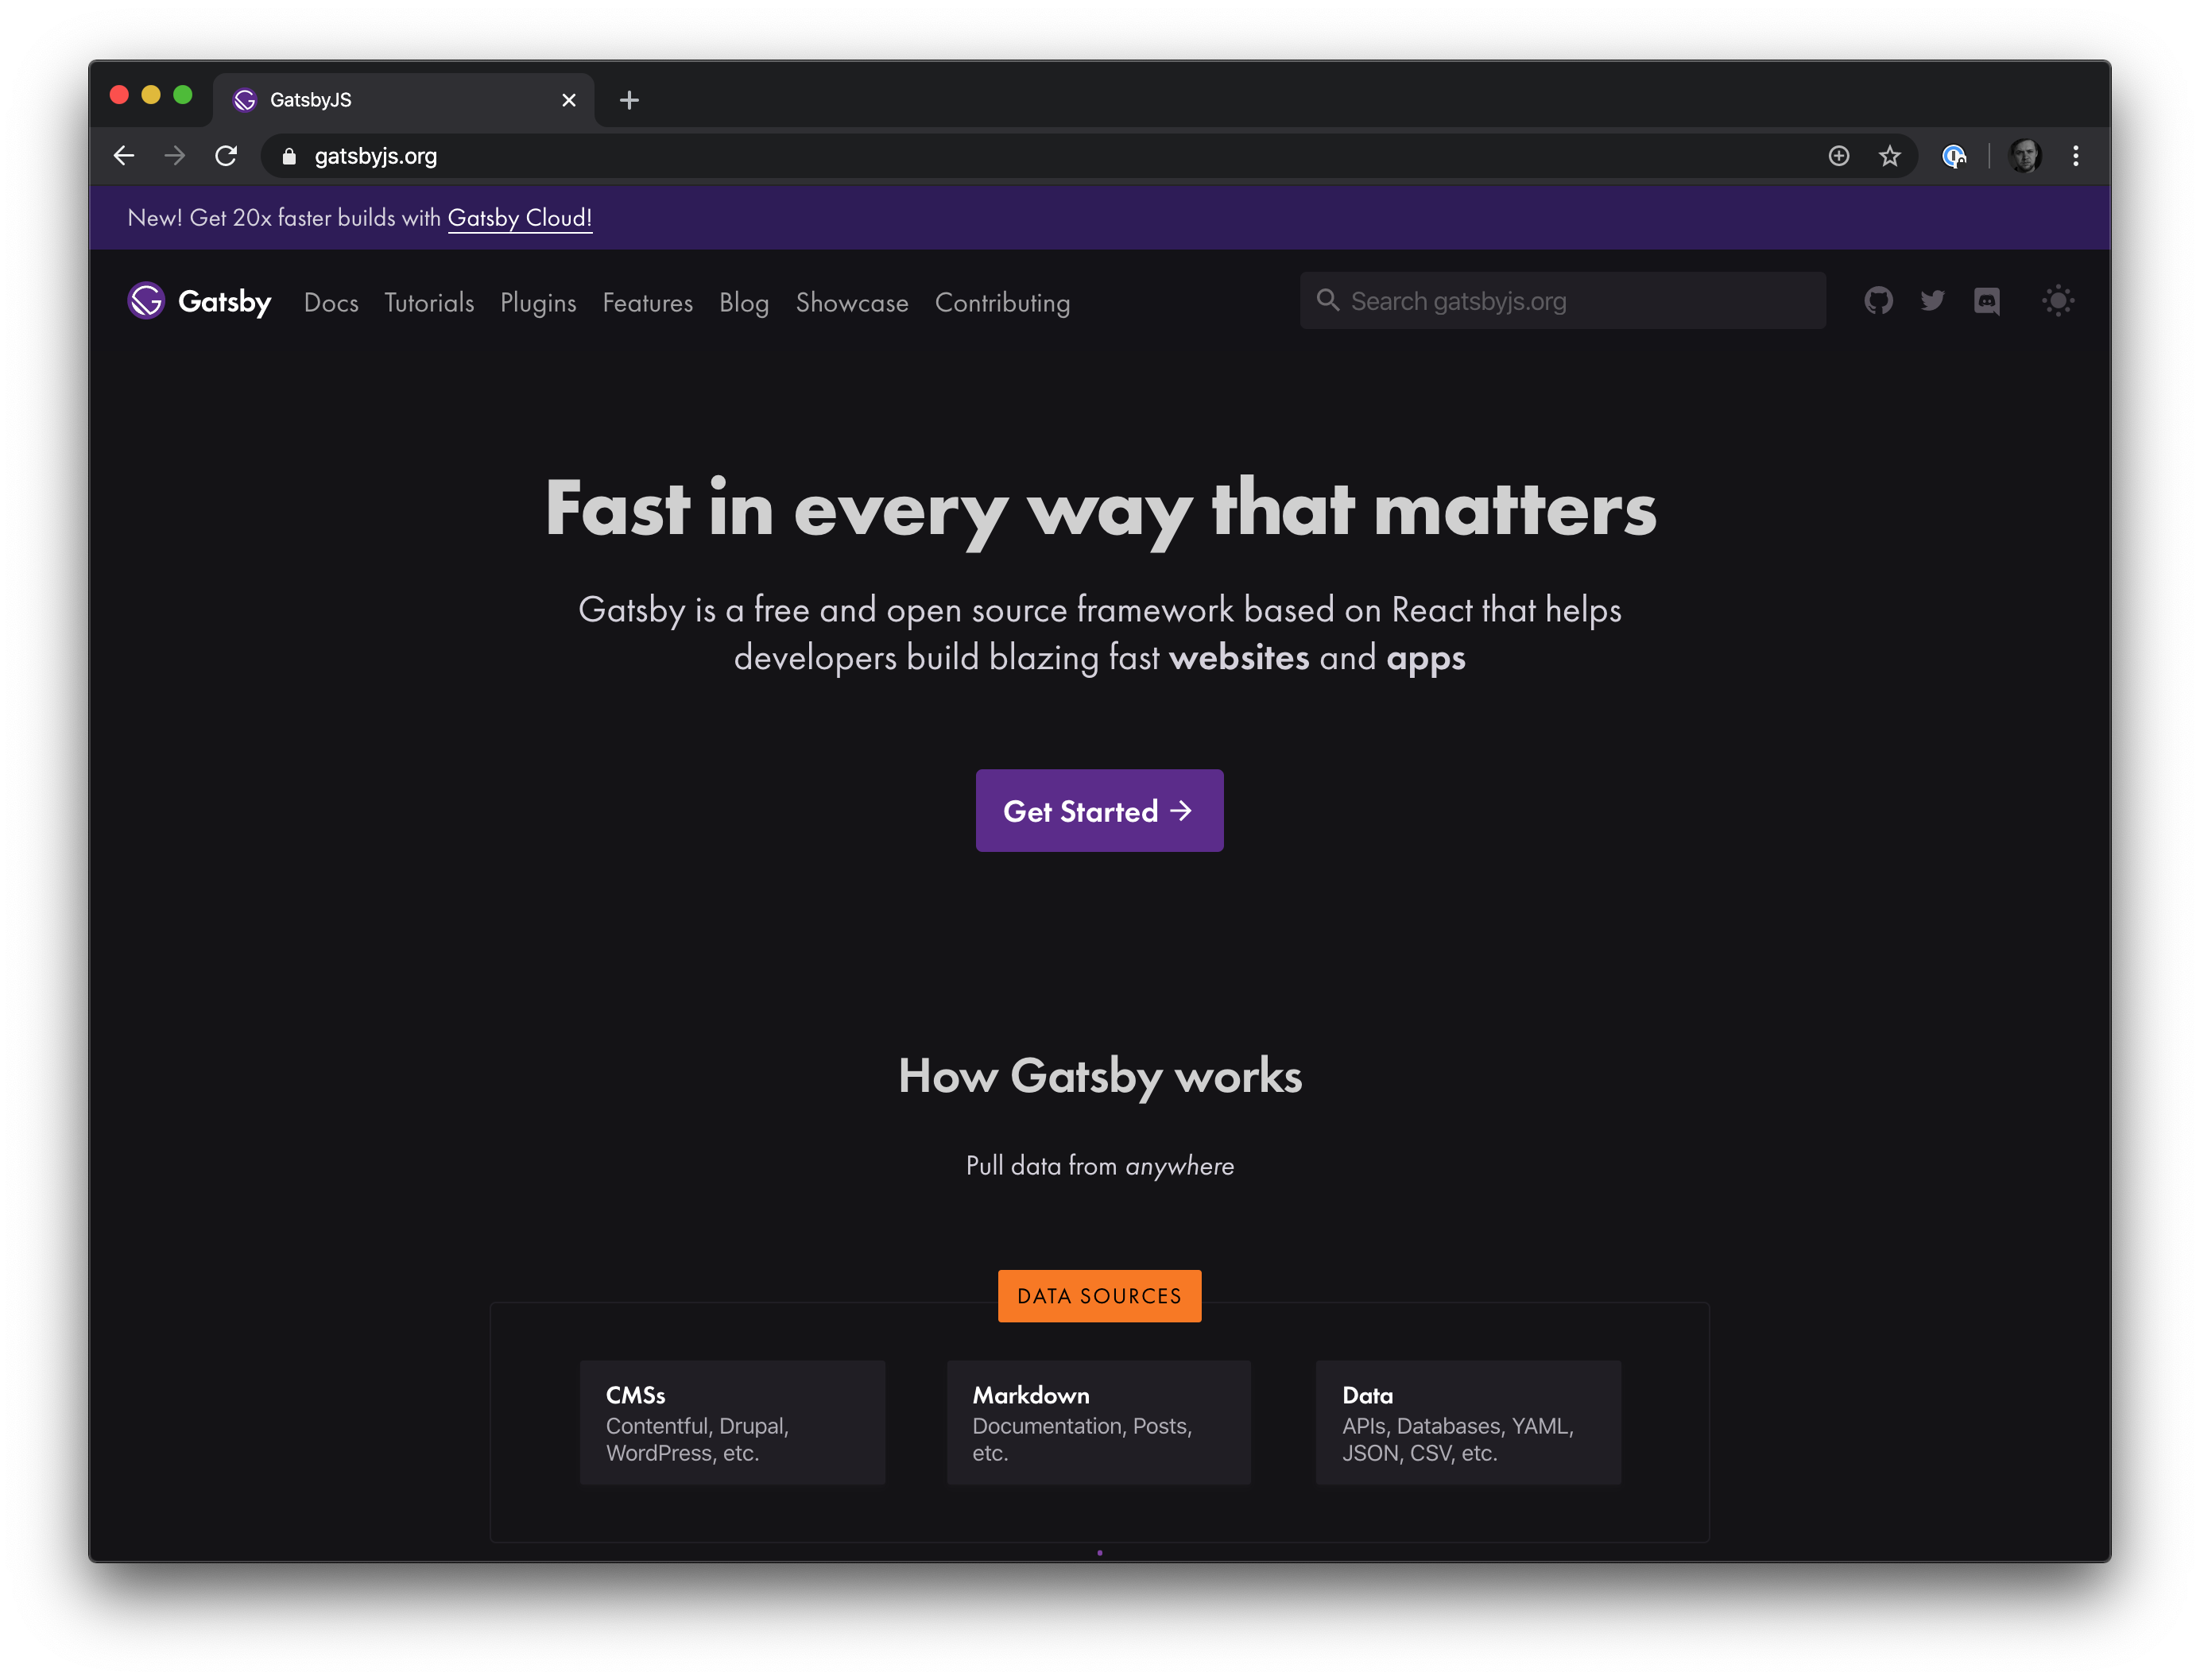 GatsbyJS
gatsbyjs.org
New! Get 20x faster builds with Gatsby Cloud!
Gatsby Docs Tutorials Plugins Features Blog Showcase Contributing Search gatsbyjs.org
Fast in every way that matters
Gatsby is a free and open source framework based on React that helps
developers build blazing fast websites and apps
Get Started →
How Gatsby works
Pull data from anywhere
DATA SOURCES
CMSs
Contentful, Drupal,
WordPress, etc.
Markdown
Documentation, Posts,
etc.
Data
APIs, Databases, YAML,
JSON, CSV, etc.